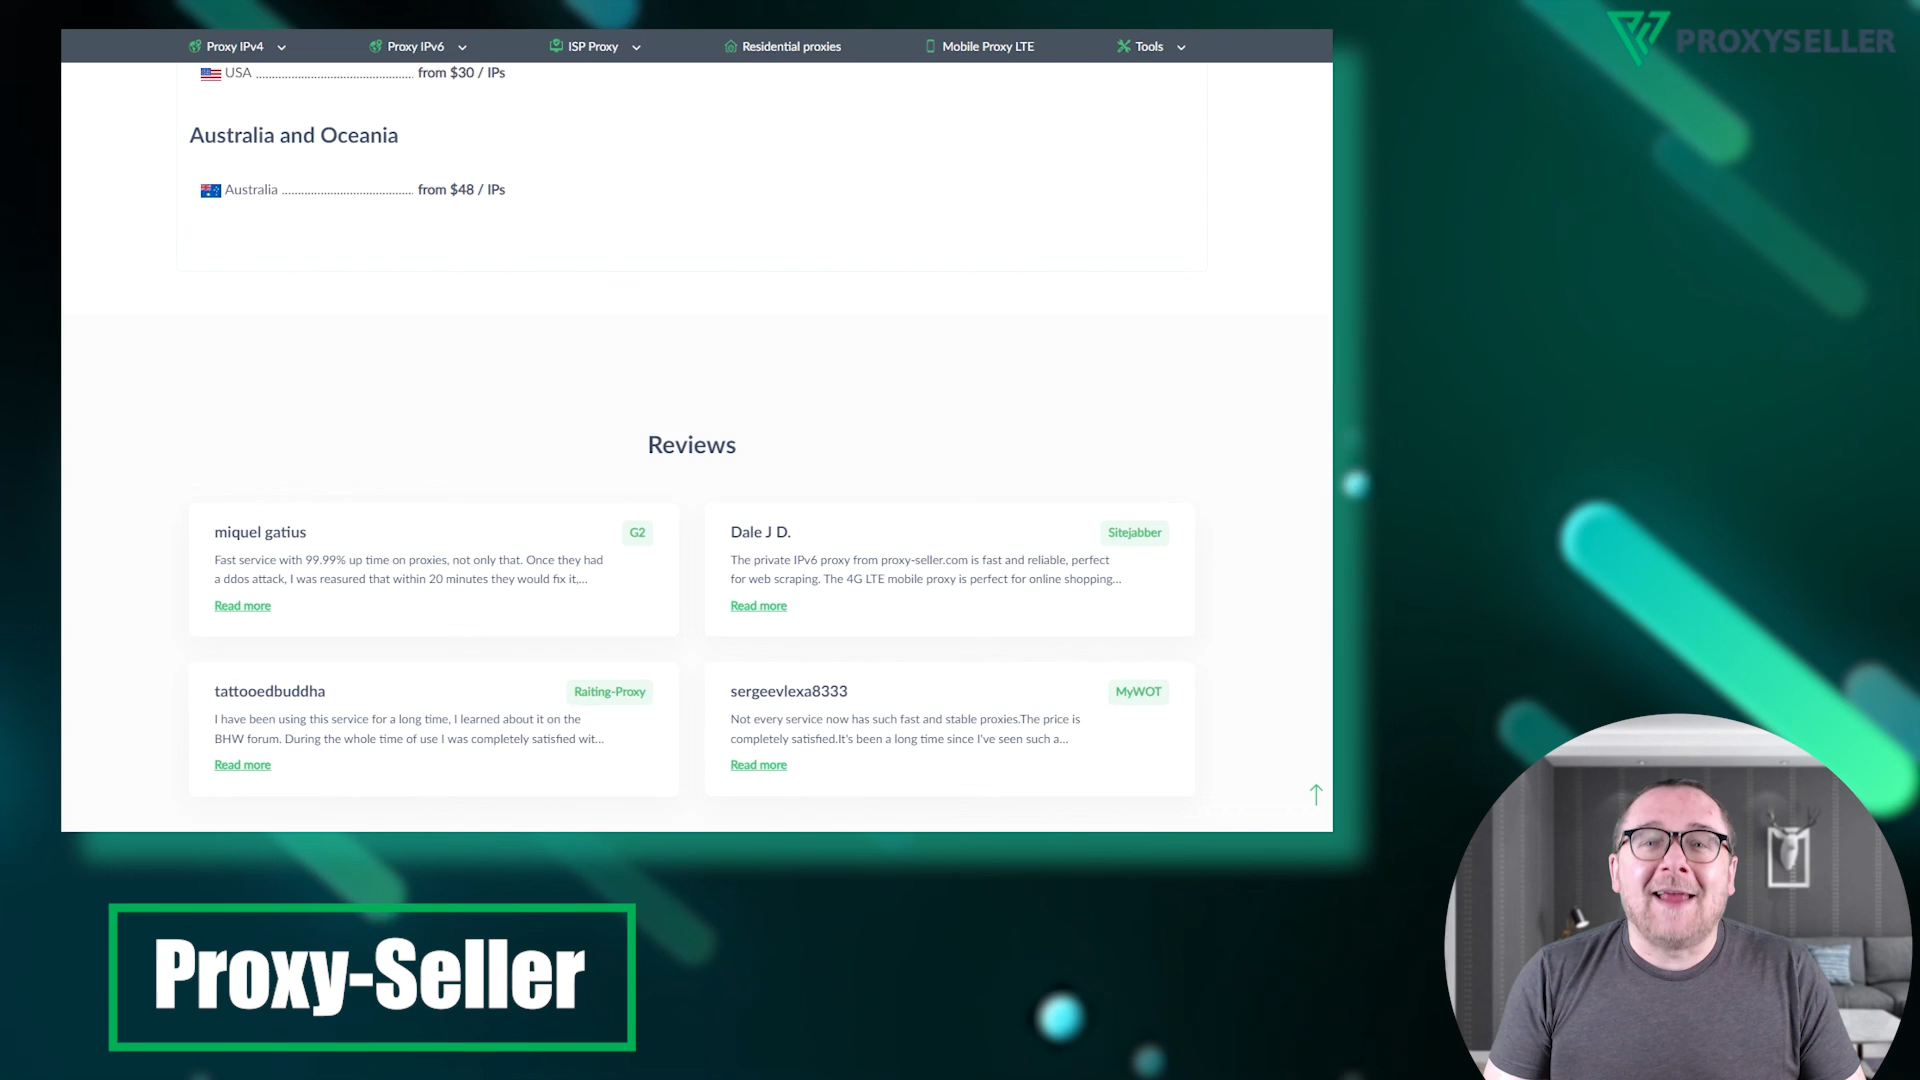 PROXYSELLER
Proxy IPv4
Proxy IPv6
ISP Proxy
Residential proxies
Mobile Proxy LTE
Tools
USA ........................................ from $30 / IPs
Australia and Oceania
Australia ................................. from $48 / IPs
Reviews
miquel gatius
G2
Fast service with 99.99% up time on proxies, not only that. Once they had
a ddos attack, I was reasured that within 20 minutes they would fix it,...
Read more
Dale J D.
Sitejabber
The private IPv6 proxy from proxy-seller.com is fast and reliable, perfect
for web scraping. The 4G LTE mobile proxy is perfect for online shopping...
Read more
tattooedbuddha
Raiting-Proxy
I have been using this service for a long time, I learned about it on the
BHW forum. During the whole time of use I was completely satisfied wit...
Read more
sergeevlexa8333
MyWOT
Not every service now has such fast and stable proxies.The price is
completely satisfied.It's been a long time since I've seen such a...
Read more
Proxy-Seller